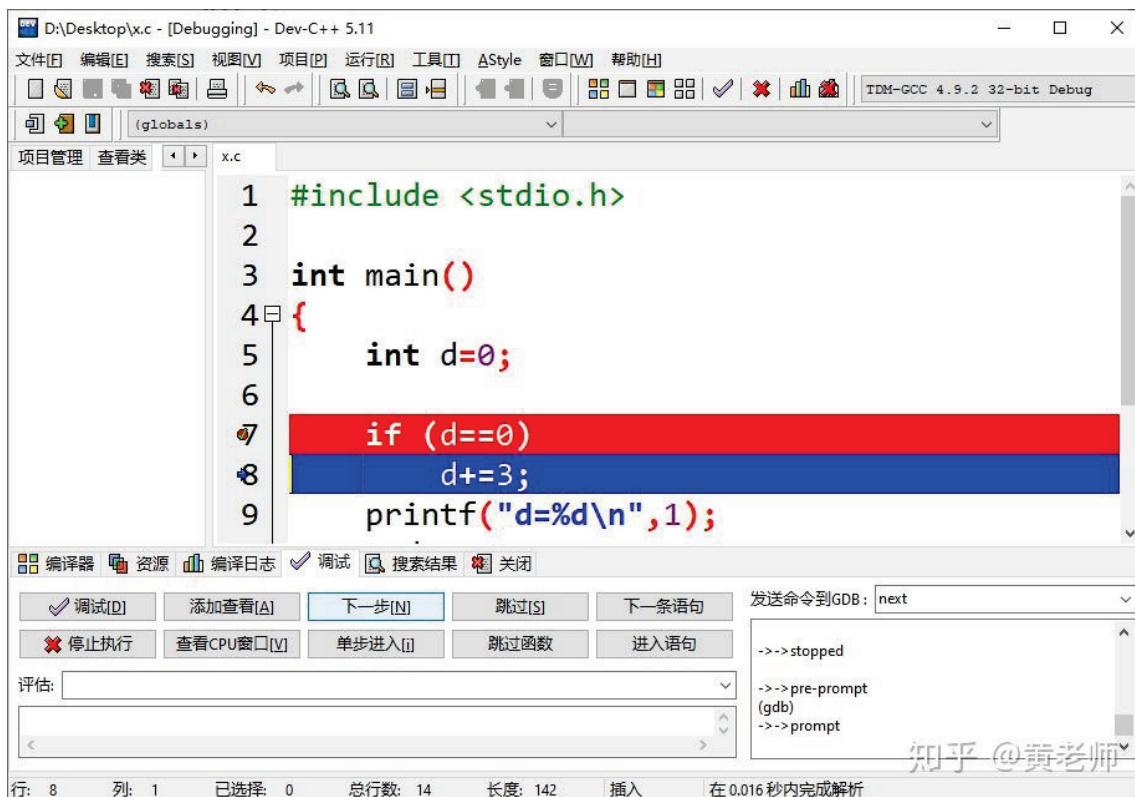 D:\Desktop\x.c - [Debugging] - Dev-C++ 5.11
文件[F] 编辑[E] 搜索[S] 视图[V] 项目[P] 运行[R] 工具[T] AStyle 窗口[W] 帮助[H]
TDM-GCC 4.9.2 32-bit Debug
(globals)
项目管理 查看类 x.c
1 #include <stdio.h>
2
3 int main()
4 {
5 int d=0;
6
7 if (d==0)
8 d+=3;
9 printf("d=%d\n",1);
编译器 资源 编译日志 调试 搜索结果 关闭
调试[D] 添加查看[A] 下一步[N] 跳过[S] 下一条语句 发送命令到GDB: next
停止执行 查看CPU窗口[V] 单步进入[i] 跳过函数 进入语句
->->stopped
评估:
->->pre-prompt
(gdb)
->->prompt
知乎 @黄老师
行: 8 列: 1 已选择: 0 总行数: 14 长度: 142 插入 在 0.016 秒内完成解析